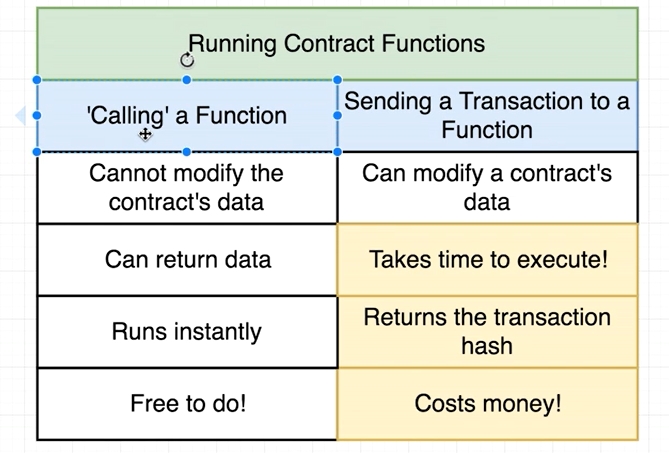 Running Contract Functions
'Calling' a Function
Sending a Transaction to a
Function
Cannot modify the
contract's data
Can modify a contract's
data
Can return data
Takes time to execute!
Runs instantly
Returns the transaction
hash
Free to do!
Costs money!